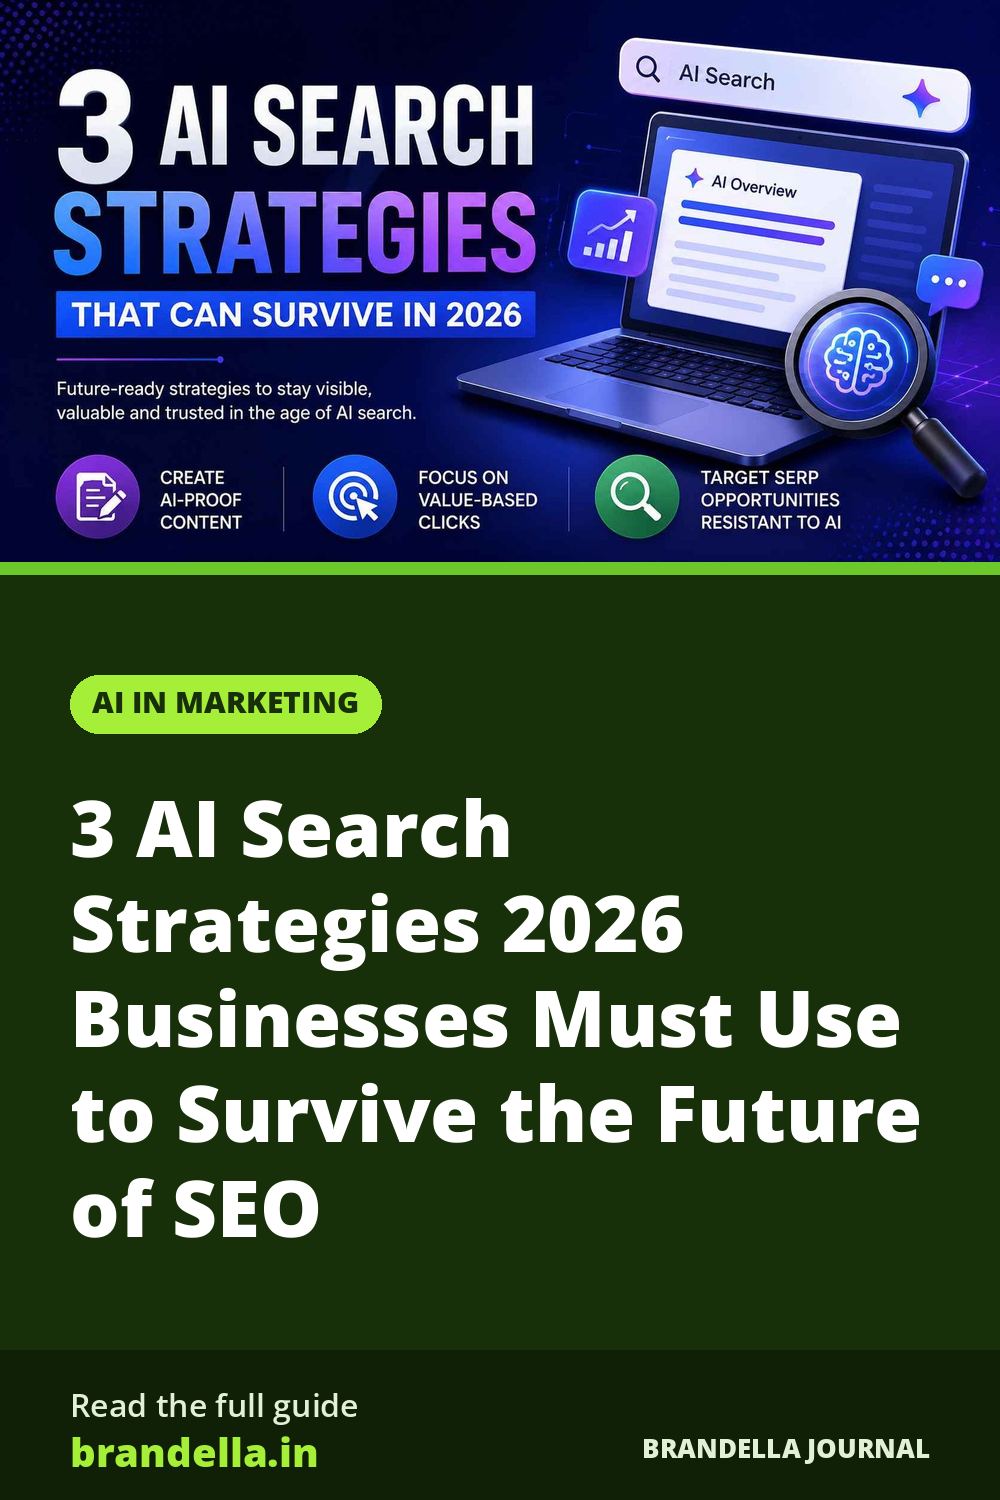 3 AI SEARCH
STRATEGIES
THAT CAN SURVIVE IN 2026
Future-ready strategies to stay visible,
valuable and trusted in the age of AI search.
AI Search
AI Overview
CREATE
AI-PROOF
CONTENT
FOCUS ON
VALUE-BASED
CLICKS
TARGET SERP
OPPORTUNITIES
RESISTANT TO AI
AI IN MARKETING
3 AI Search
Strategies 2026
Businesses Must Use
to Survive the Future
of SEO
Read the full guide
brandella.in
BRANDELLA JOURNAL